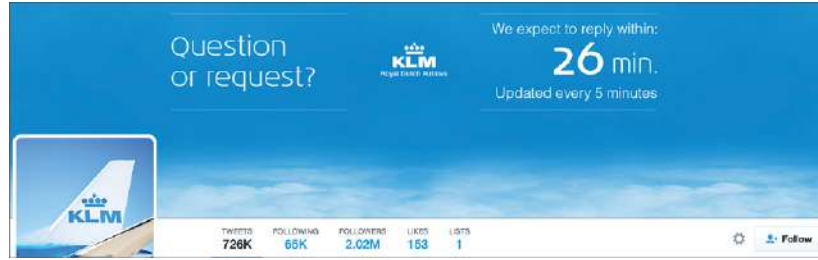 Question
or request?
KLM
Royal Dutch Airlines
We expect to reply within:
26 min.
Updated every 5 minutes
KLM
TWEETS FOLLOWING FOLLOWERS LIKES LISTS
726K 65K 2.02M 153 1
Follow